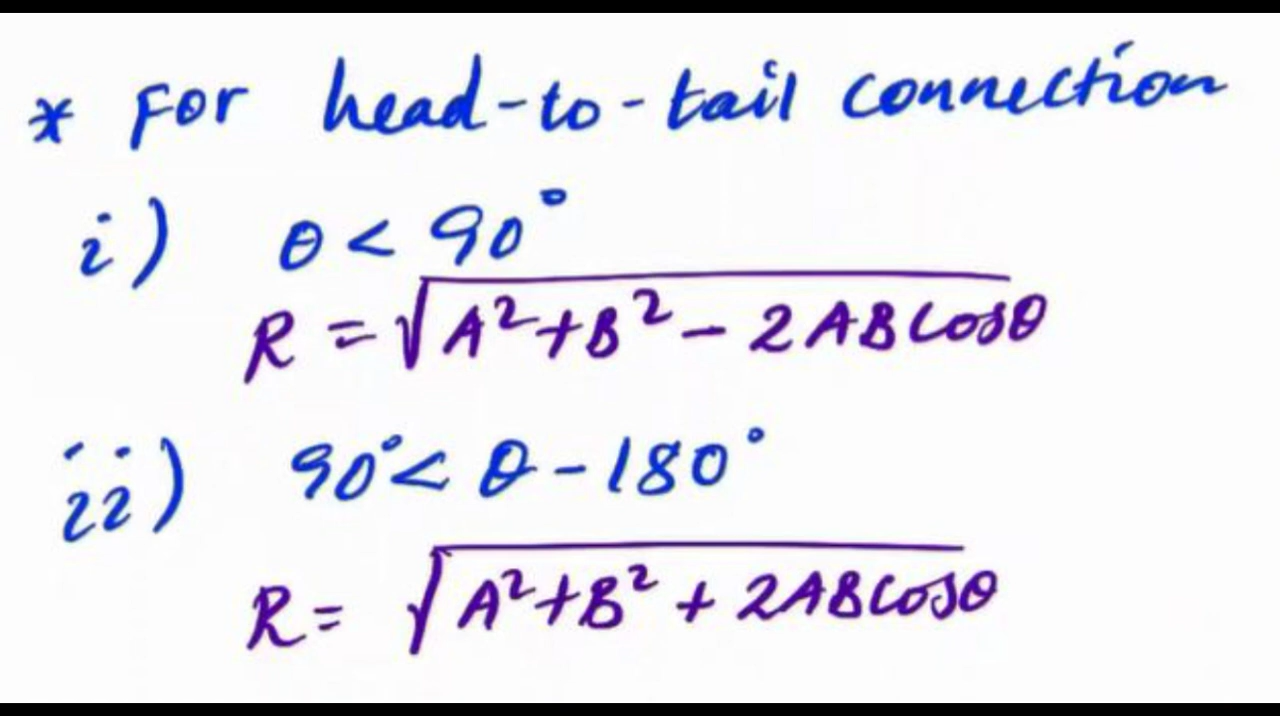 * For head-to-tail connection
i) θ < 90°
R = √A²+B² - 2ABCosθ
ii) 90° < θ - 180°
R = √A²+B² + 2ABCosθ